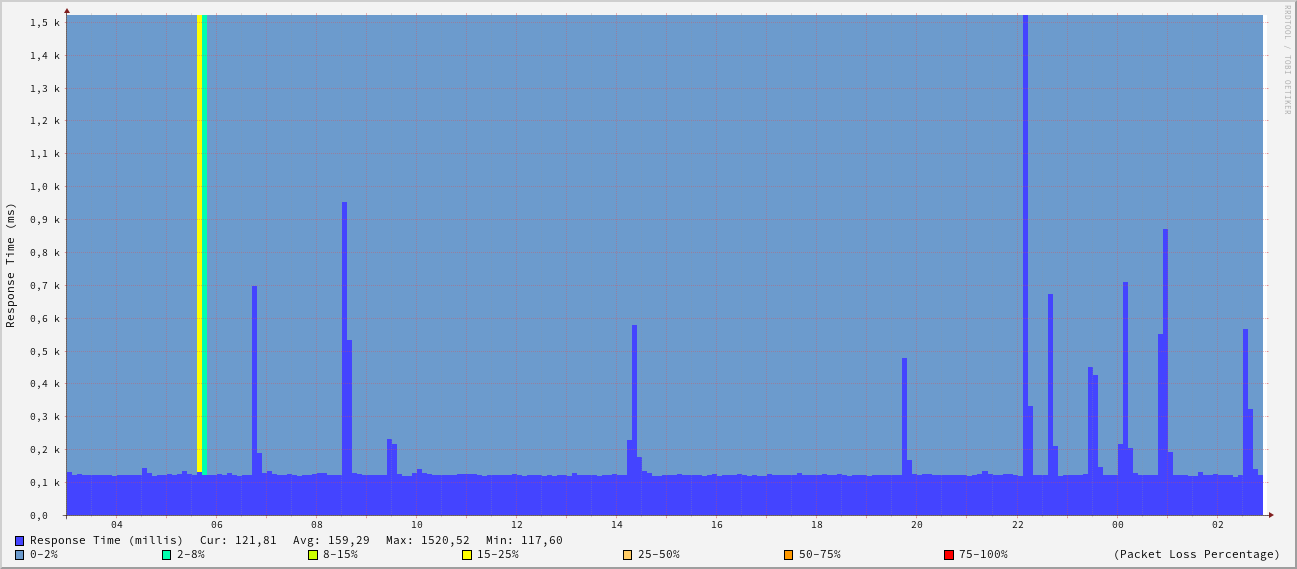 RRDTOOL / TOBI OETIKER
Response Time (ms)
1,5 k
1,4 k
1,3 k
1,2 k
1,1 k
1,0 k
0,9 k
0,8 k
0,7 k
0,6 k
0,5 k
0,4 k
0,3 k
0,2 k
0,1 k
0,0
04 06 08 10 12 14 16 18 20 22 00 02
Response Time (millis) Cur: 121,81 Avg: 159,29 Max: 1520,52 Min: 117,60
0-2% 2-8% 8-15% 15-25% 25-50% 50-75% 75-100% (Packet Loss Percentage)